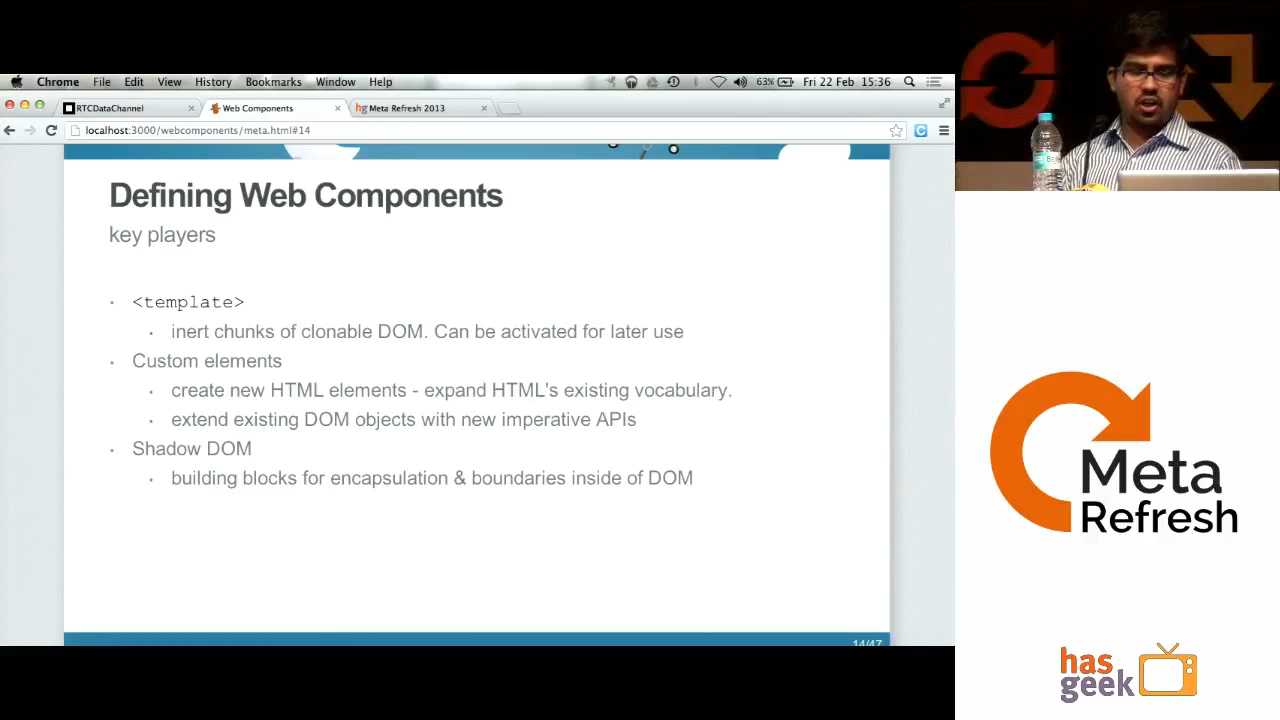 Chrome File Edit View History Bookmarks Window Help 63% Fri 22 Feb 15:36
RTCDataChannel Web Components Meta Refresh 2013
localhost:3000/webcomponents/meta.html#14
Defining Web Components
key players
<template>
inert chunks of clonable DOM. Can be activated for later use
Custom elements
create new HTML elements - expand HTML's existing vocabulary.
extend existing DOM objects with new imperative APIs
Shadow DOM
building blocks for encapsulation & boundaries inside of DOM
14/47
Meta
Refresh
has
geek